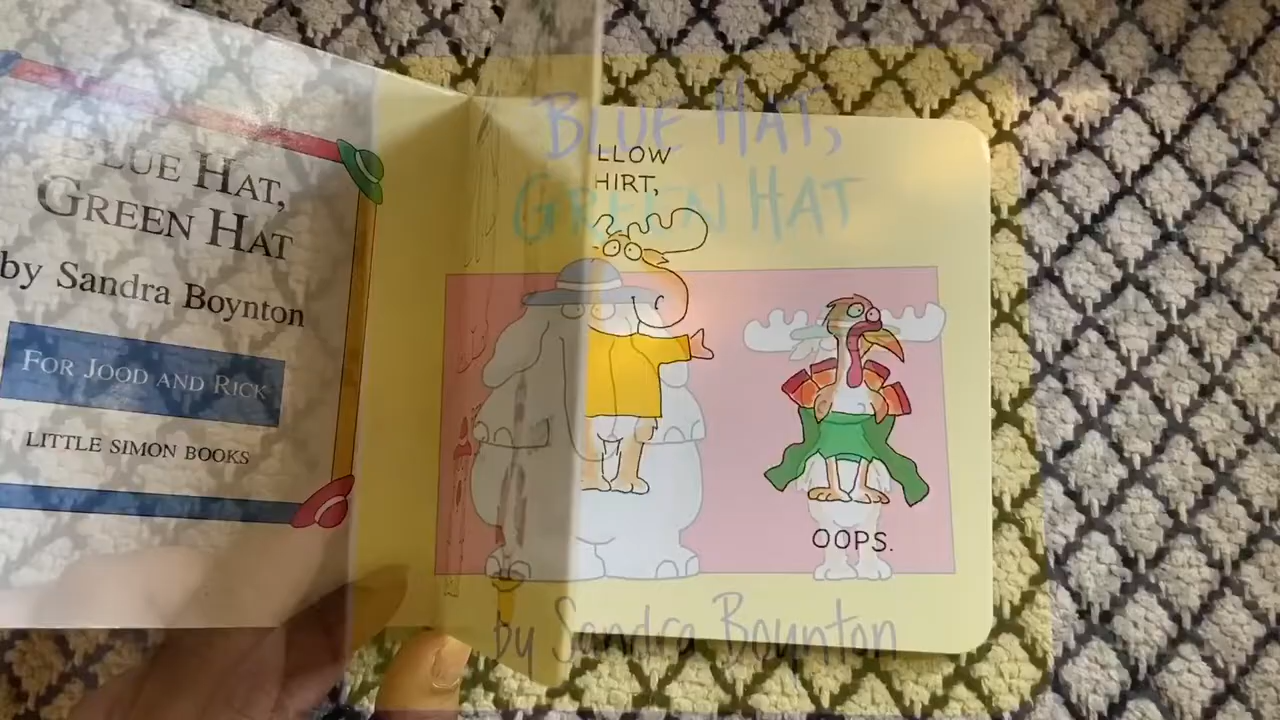 BLUE HAT,
GREEN HAT
by Sandra Boynton
FOR JOOD AND RICK
LITTLE SIMON BOOKS
LLOW
HIRT,
OOPS.
BLUE HAT,
GREEN HAT
by Sandra Boynton